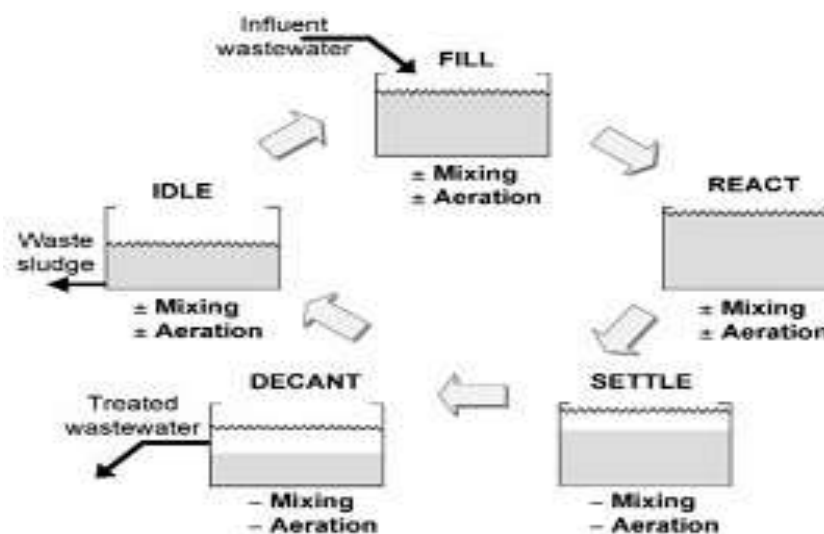 Influent
wastewater
FILL
± Mixing
± Aeration
REACT
± Mixing
± Aeration
SETTLE
− Mixing
− Aeration
DECANT
Treated
wastewater
− Mixing
− Aeration
IDLE
Waste
sludge
± Mixing
± Aeration